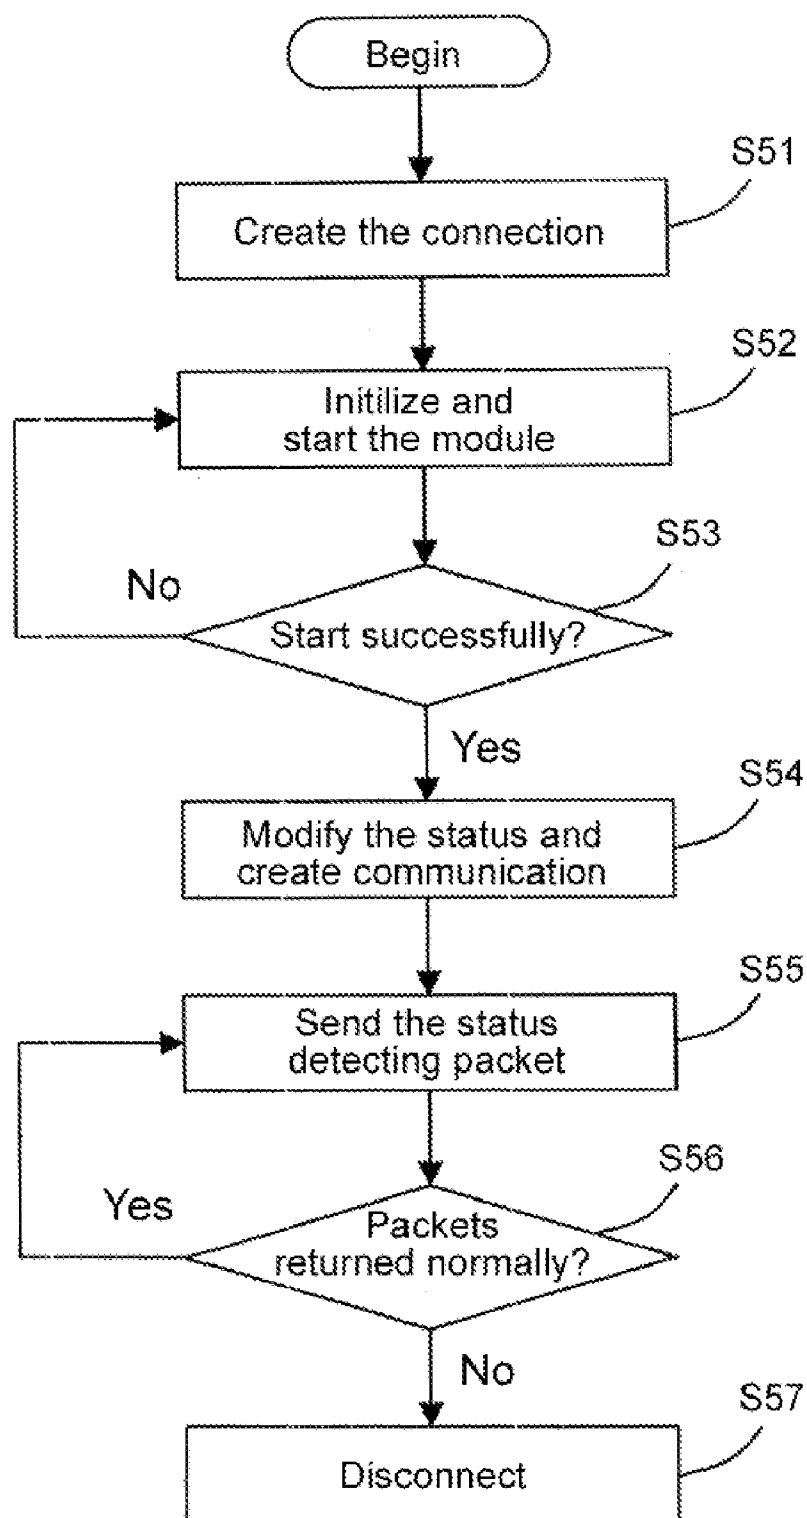 Begin
S51
Create the connection
S52
Initilize and
start the module
S53
No
Start successfully?
Yes
S54
Modify the status and
create communication
S55
Send the status
detecting packet
S56
Yes
Packets
returned normally?
No
S57
Disconnect